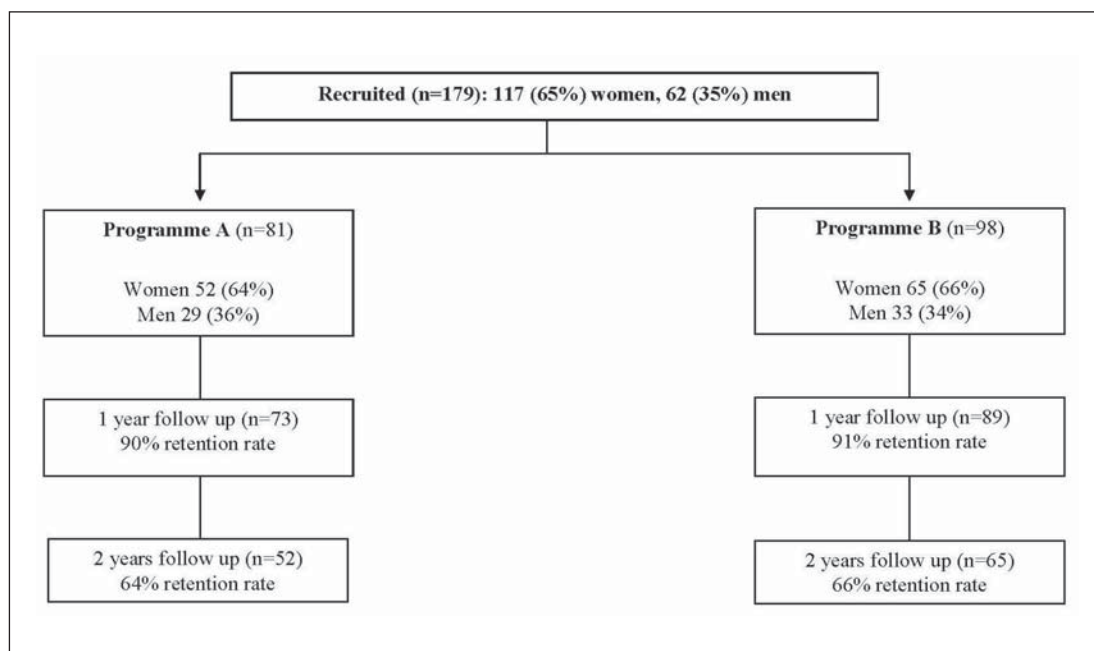 Recruited (n=179): 117 (65%) women, 62 (35%) men
Programme A (n=81)
Women 52 (64%)
Men 29 (36%)
1 year follow up (n=73)
90% retention rate
2 years follow up (n=52)
64% retention rate
Programme B (n=98)
Women 65 (66%)
Men 33 (34%)
1 year follow up (n=89)
91% retention rate
2 years follow up (n=65)
66% retention rate